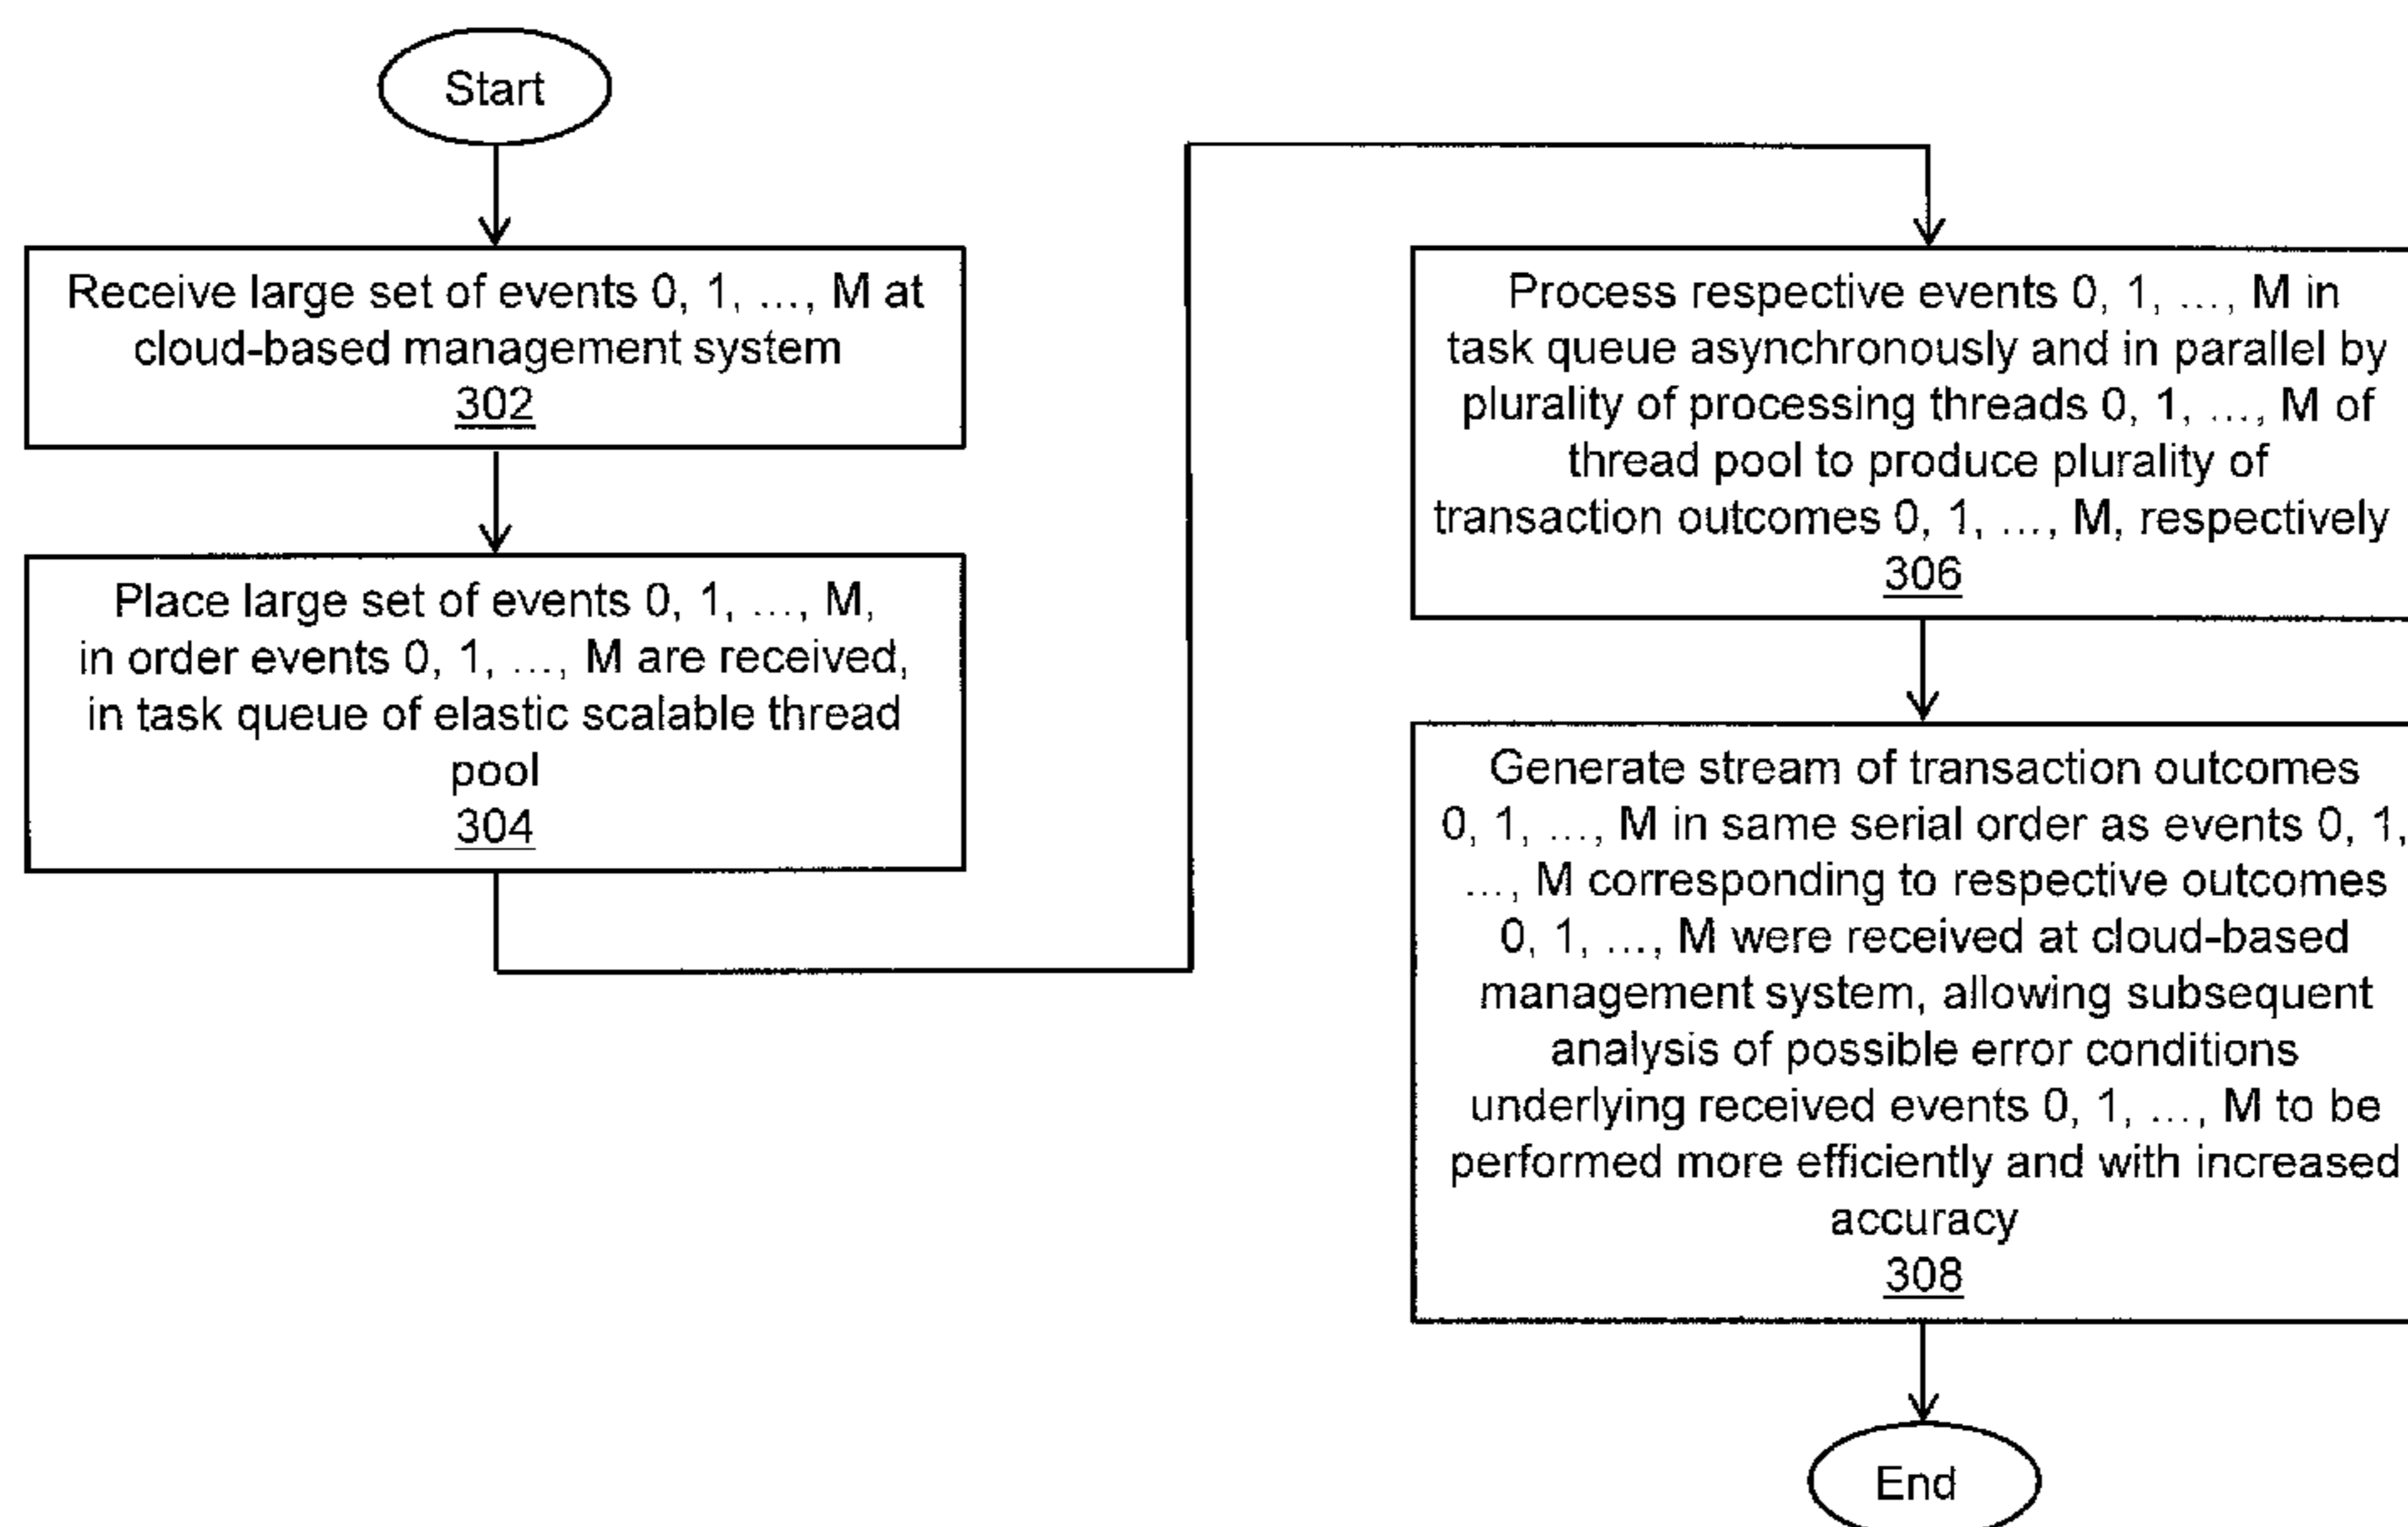 Start
Receive large set of events 0, 1, ..., M at
cloud-based management system
302
Place large set of events 0, 1, ..., M,
in order events 0, 1, ..., M are received,
in task queue of elastic scalable thread
pool
304
Process respective events 0, 1, ..., M in
task queue asynchronously and in parallel by
plurality of processing threads 0, 1, ..., M of
thread pool to produce plurality of
transaction outcomes 0, 1, ..., M, respectively
306
Generate stream of transaction outcomes
0, 1, ..., M in same serial order as events 0, 1,
..., M corresponding to respective outcomes
0, 1, ..., M were received at cloud-based
management system, allowing subsequent
analysis of possible error conditions
underlying received events 0, 1, ..., M to be
performed more efficiently and with increased
accuracy
308
End